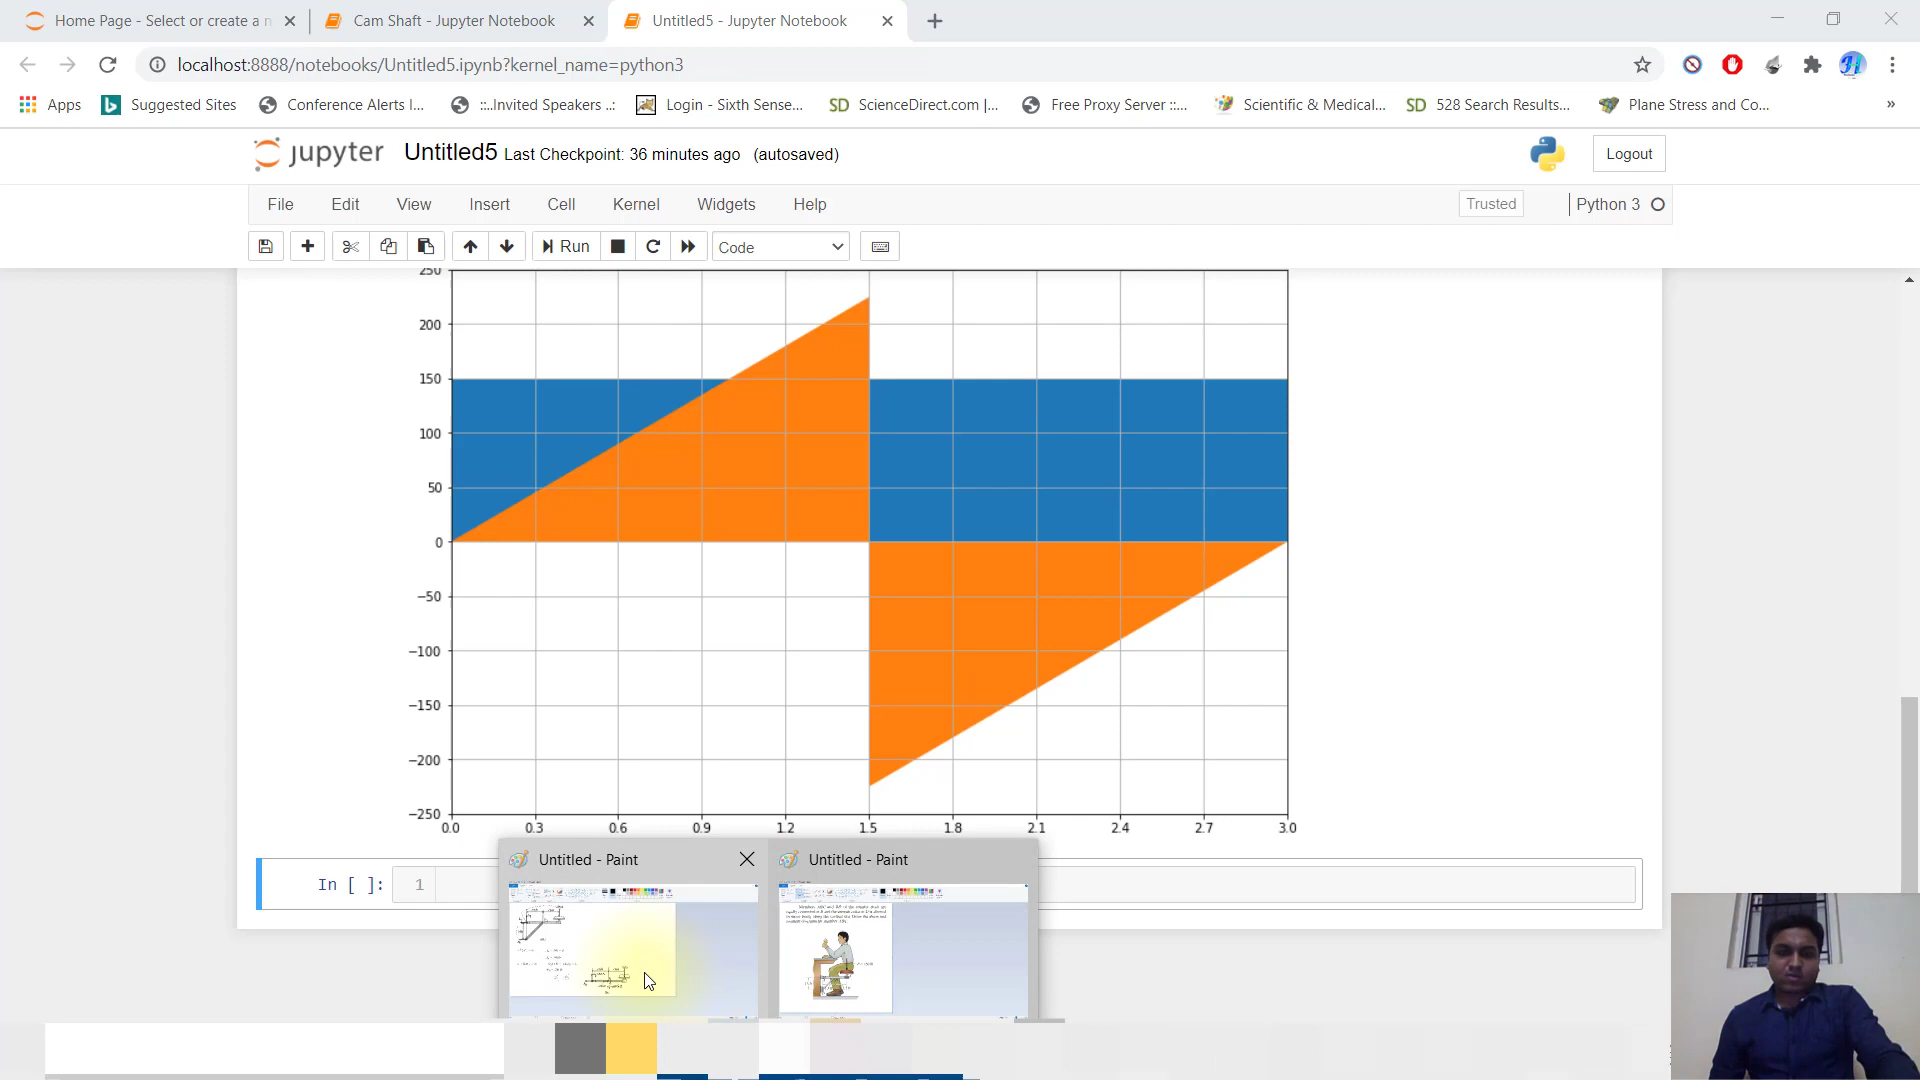 Home Page - Select or create a n
Cam Shaft - Jupyter Notebook
Untitled5 - Jupyter Notebook
localhost:8888/notebooks/Untitled5.ipynb?kernel_name=python3
Apps
Suggested Sites
Conference Alerts I...
::..Invited Speakers ..:
Login - Sixth Sense...
SD ScienceDirect.com |...
Free Proxy Server ::...
Scientific & Medical...
SD 528 Search Results...
Plane Stress and Co...
»
jupyter Untitled5 Last Checkpoint: 36 minutes ago (autosaved)
Logout
File Edit View Insert Cell Kernel Widgets Help
Trusted
Python 3
Run
Code
250
200
150
100
50
0
−50
−100
−150
−200
−250
0.0 0.3 0.6 0.9 1.2 1.5 1.8 2.1 2.4 2.7 3.0
In [ ]: 1
Untitled - Paint
Untitled - Paint